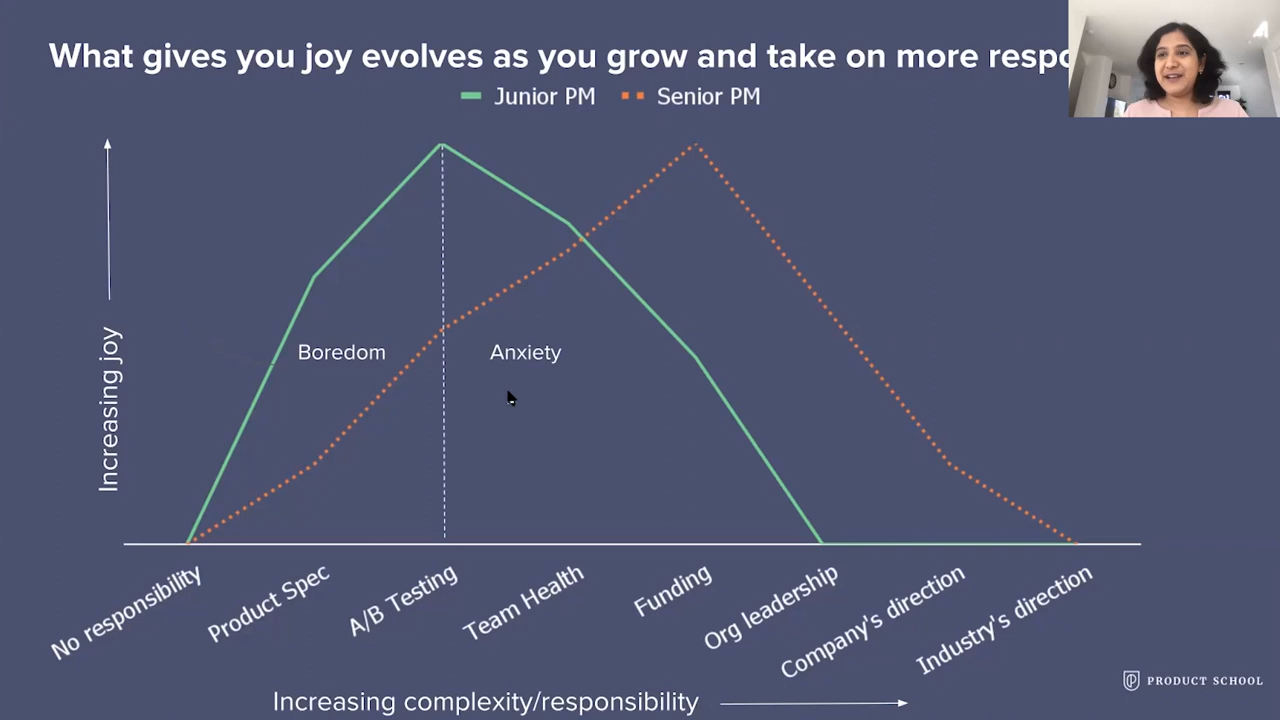 What gives you joy evolves as you grow and take on more
Junior PM Senior PM
Increasing joy
Boredom Anxiety
No responsibility
Product Spec
A/B Testing
Team Health
Funding
Org leadership
Company's direction
Industry's direction
Increasing complexity/responsibility
PRODUCT SCHOOL